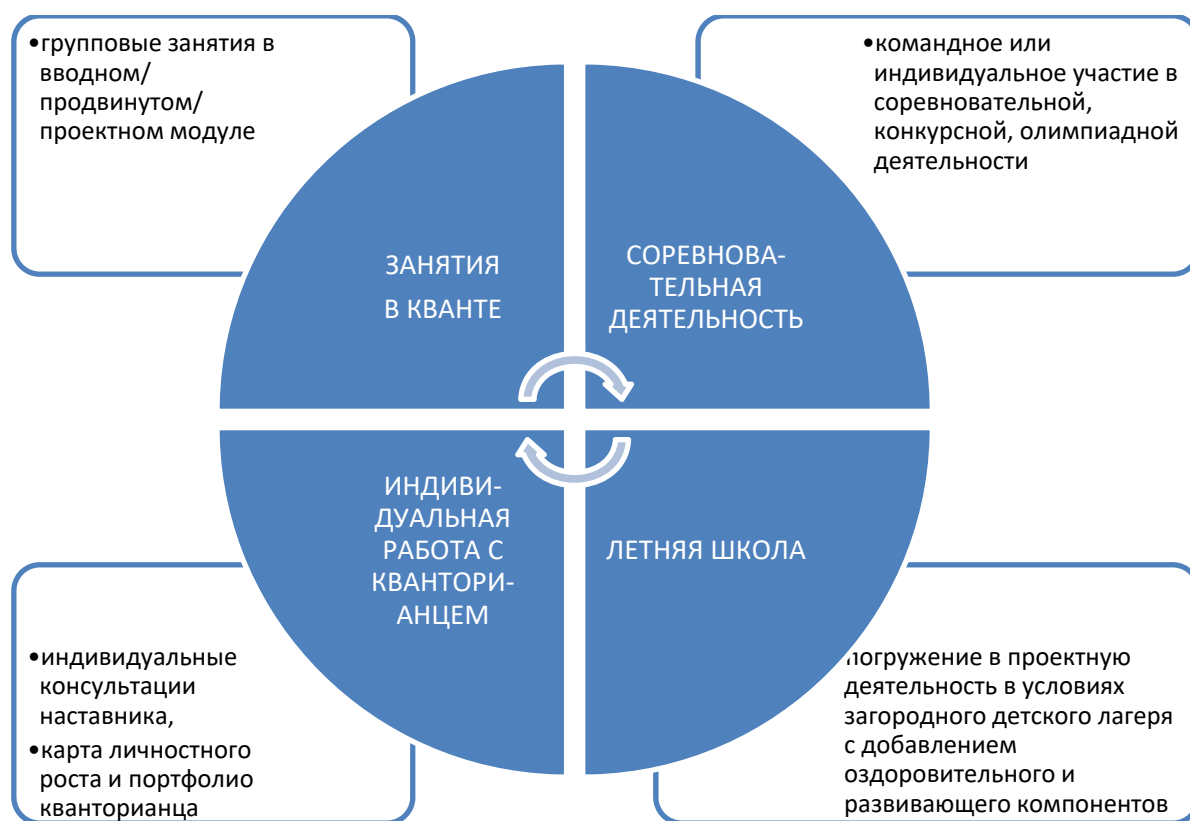 •групповые занятия в
вводном/
продвинутом/
проектном модуле
•командное или
индивидуальное участие в
соревновательной,
конкурсной, олимпиадной
деятельности
ЗАНЯТИЯ
В КВАНТЕ
СОРЕВНОВА-
ТЕЛЬНАЯ
ДЕЯТЕЛЬНОСТЬ
ИНДИВИ-
ДУАЛЬНАЯ
РАБОТА С
КВАНТОРИ-
АНЦЕМ
ЛЕТНЯЯ ШКОЛА
•индивидуальные
консультации
наставника,
•карта личностного
роста и портфолио
кванторианца
погружение в проектную
деятельность в условиях
загородного детского лагеря
с добавлением
оздоровительного и
развивающего компонентов